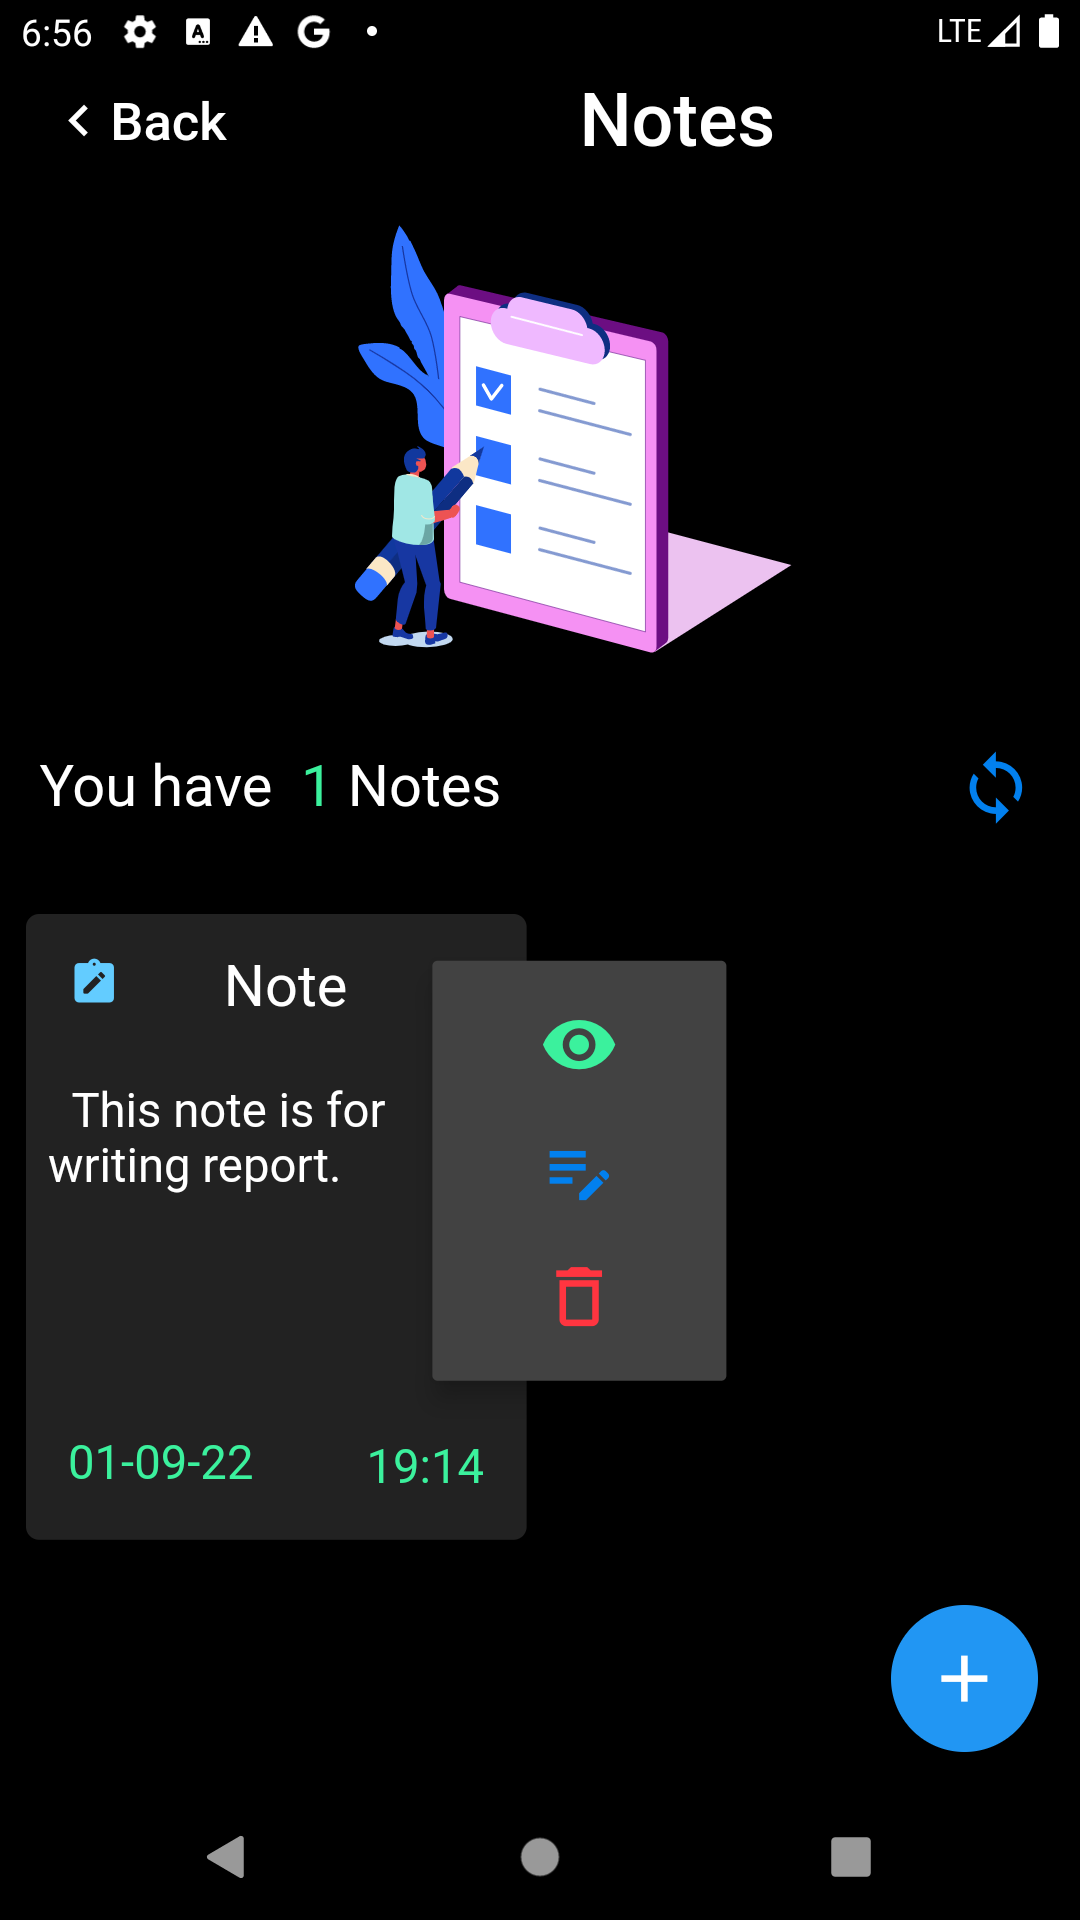 6:56
LTE
Back
Notes
You have 1 Notes
Note
This note is for
writing report.
01-09-22
19:14